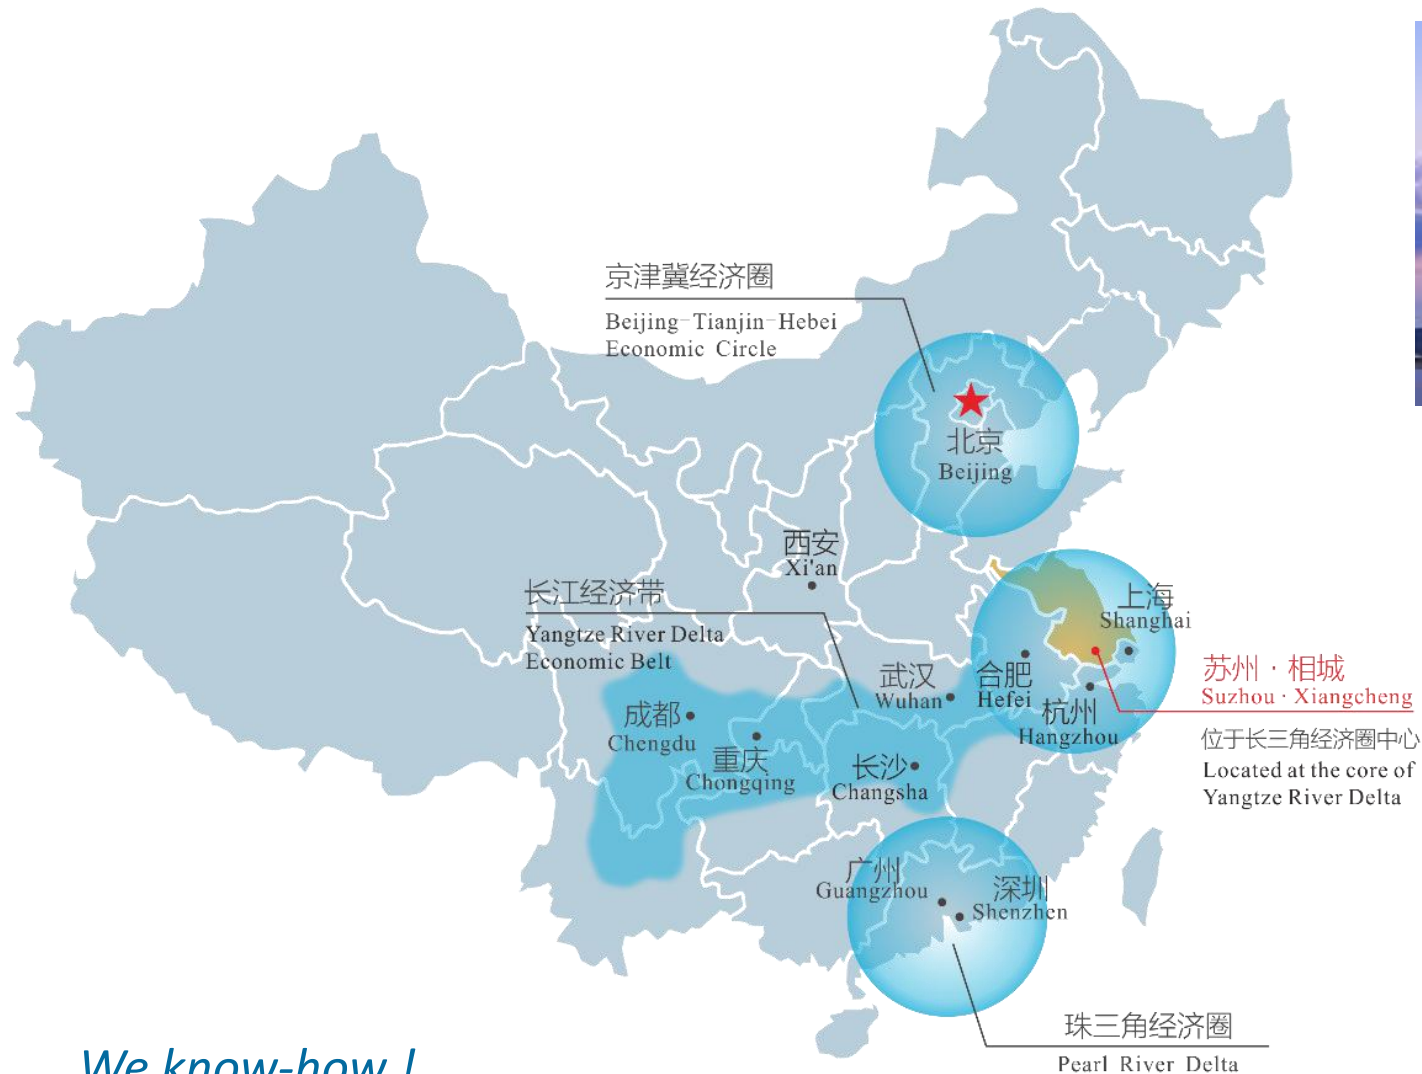 京津冀经济圈
Beijing-Tianjin-Hebei
Economic Circle
北京
Beijing
西安
Xi'an
长江经济带
Yangtze River Delta
Economic Belt
上海
Shanghai
武汉
Wuhan
合肥
Hefei
杭州
Hangzhou
苏州·相城
Suzhou·Xiangcheng
位于长三角经济圈中心
Located at the core of
Yangtze River Delta
成都
Chengdu
重庆
Chongqing
长沙
Changsha
广州
Guangzhou
深圳
Shenzhen
珠三角经济圈
Pearl River Delta
We know-how !